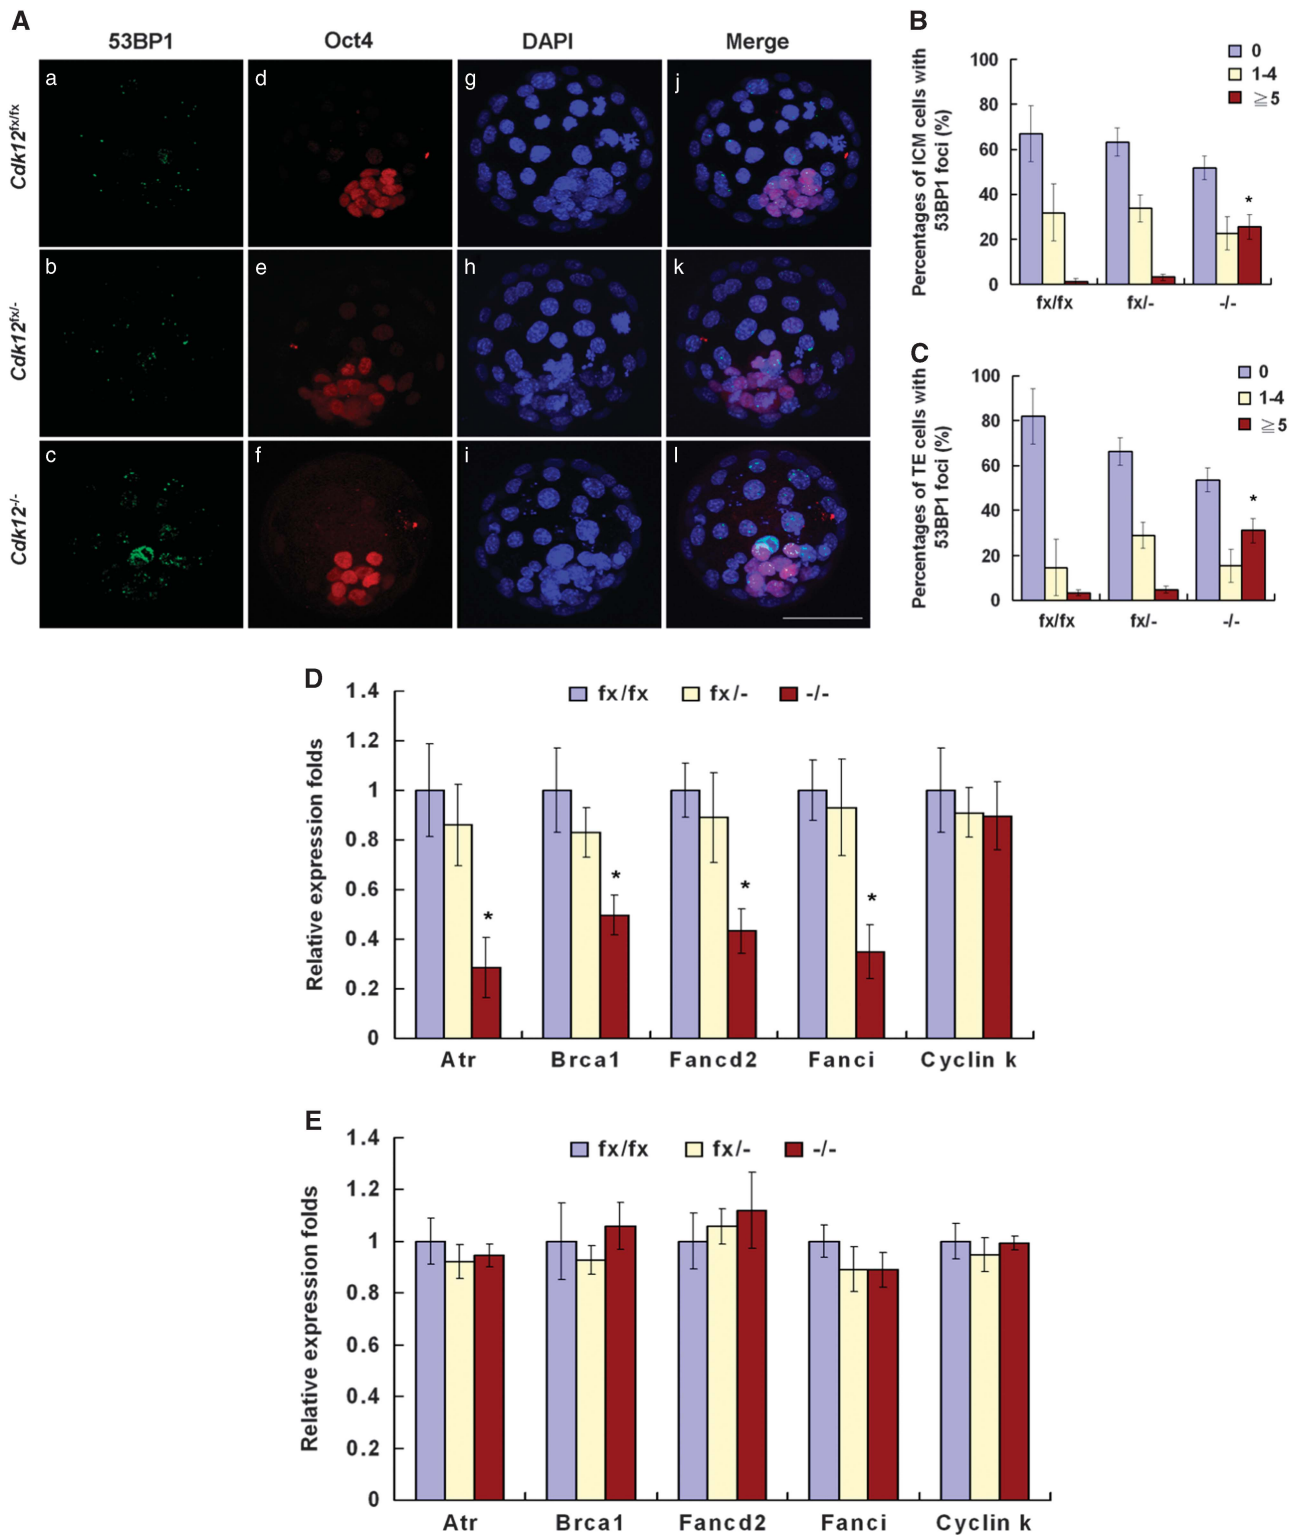 A
53BP1 Oct4 DAPI Merge
Cdk12fx/fx
a d g j
Cdk12fx/-
b e h k
Cdk12-/-
c f i l
B
0
1-4
≧5
Percentages of ICM cells with
53BP1 foci (%)
100
80
60
40
20
0
*
fx/fx fx/- -/-
C
0
1-4
≧5
Percentages of TE cells with
53BP1 foci (%)
100
80
60
40
20
0
*
fx/fx fx/- -/-
D
fx/fx fx/- -/-
Relative expression folds
1.4
1.2
1
0.8
0.6
0.4
0.2
0
* * * *
Atr Brca1 Fancd2 Fanci Cyclin k
E
fx/fx fx/- -/-
Relative expression folds
1.4
1.2
1
0.8
0.6
0.4
0.2
0
Atr Brca1 Fancd2 Fanci Cyclin k